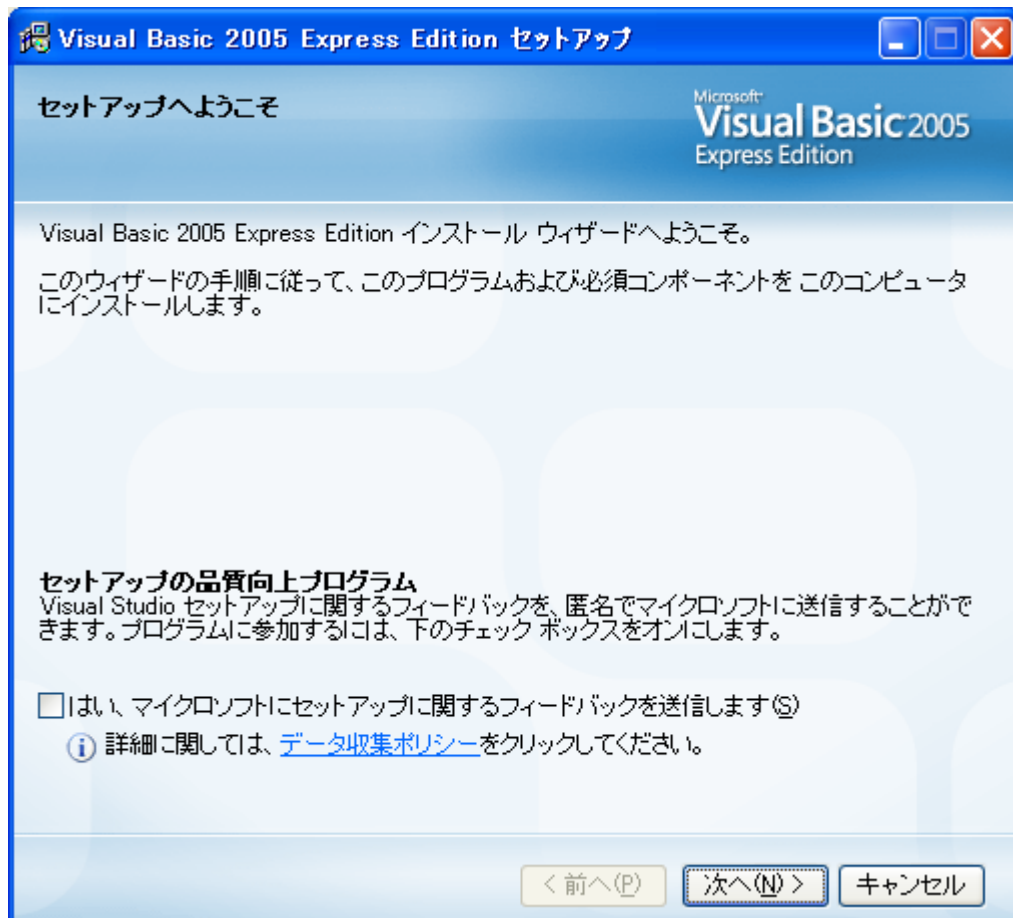 Visual Basic 2005 Express Edition セットアップ
セットアップへようこそ
Microsoft
Visual Basic 2005
Express Edition
Visual Basic 2005 Express Edition インストール ウィザードへようこそ。
このウィザードの手順に従って、このプログラムおよび必須コンポーネントを このコンピュータ
にインストールします。
セットアップの品質向上プログラム
Visual Studio セットアップに関するフィードバックを、匿名でマイクロソフトに送信することがで
きます。プログラムに参加するには、下のチェック ボックスをオンにします。
はい、マイクロソフトにセットアップに関するフィードバックを送信します(S)
詳細に関しては、データ収集ポリシーをクリックしてください。
< 前へ(P) 次へ(N) > キャンセル